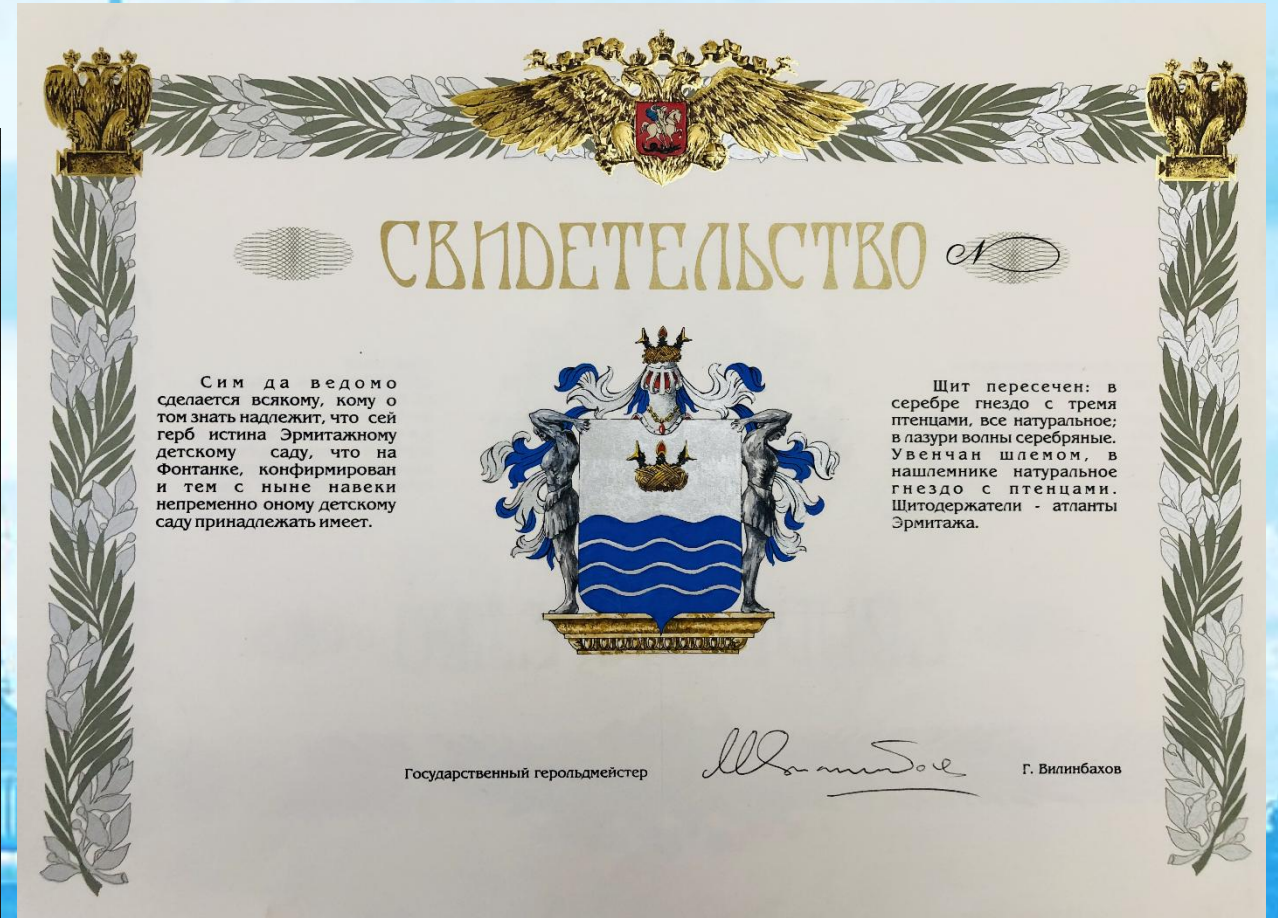 СВИДЕТЕЛЬСТВО
N
Сим да ведомо
сделается всякому, кому о
том знать надлежит, что сей
герб истина Эрмитажному
детскому саду, что на
Фонтанке, конфирмирован
и тем с ныне навеки
непременно оному детскому
саду принадлежать имеет.
Щит пересечен: в
серебре гнездо с тремя
птенцами, все натуральное;
в лазури волны серебряные.
Увенчан шлемом, в
нашлемнике натуральное
гнездо с птенцами.
Щитодержатели - атланты
Эрмитажа.
Государственный герольдмейстер
Г. Вилинбахов